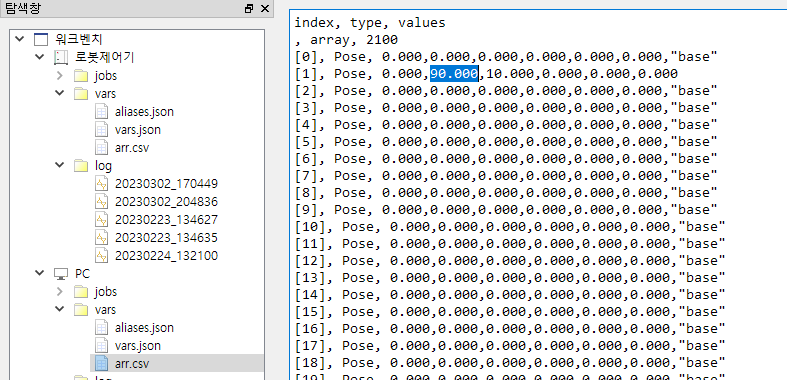 탐색창
워크벤치
로봇제어기
jobs
vars
aliases.json
vars.json
arr.csv
log
20230302_170449
20230302_204836
20230223_134627
20230223_134635
20230224_132100
PC
jobs
vars
aliases.json
vars.json
arr.csv
index, type, values
, array, 2100
[0], Pose, 0.000,0.000,0.000,0.000,0.000,0.000,"base"
[1], Pose, 0.000,90.000,10.000,0.000,0.000,0.000
[2], Pose, 0.000,0.000,0.000,0.000,0.000,0.000,"base"
[3], Pose, 0.000,0.000,0.000,0.000,0.000,0.000,"base"
[4], Pose, 0.000,0.000,0.000,0.000,0.000,0.000,"base"
[5], Pose, 0.000,0.000,0.000,0.000,0.000,0.000,"base"
[6], Pose, 0.000,0.000,0.000,0.000,0.000,0.000,"base"
[7], Pose, 0.000,0.000,0.000,0.000,0.000,0.000,"base"
[8], Pose, 0.000,0.000,0.000,0.000,0.000,0.000,"base"
[9], Pose, 0.000,0.000,0.000,0.000,0.000,0.000,"base"
[10], Pose, 0.000,0.000,0.000,0.000,0.000,0.000,"base"
[11], Pose, 0.000,0.000,0.000,0.000,0.000,0.000,"base"
[12], Pose, 0.000,0.000,0.000,0.000,0.000,0.000,"base"
[13], Pose, 0.000,0.000,0.000,0.000,0.000,0.000,"base"
[14], Pose, 0.000,0.000,0.000,0.000,0.000,0.000,"base"
[15], Pose, 0.000,0.000,0.000,0.000,0.000,0.000,"base"
[16], Pose, 0.000,0.000,0.000,0.000,0.000,0.000,"base"
[17], Pose, 0.000,0.000,0.000,0.000,0.000,0.000,"base"
[18], Pose, 0.000,0.000,0.000,0.000,0.000,0.000,"base"